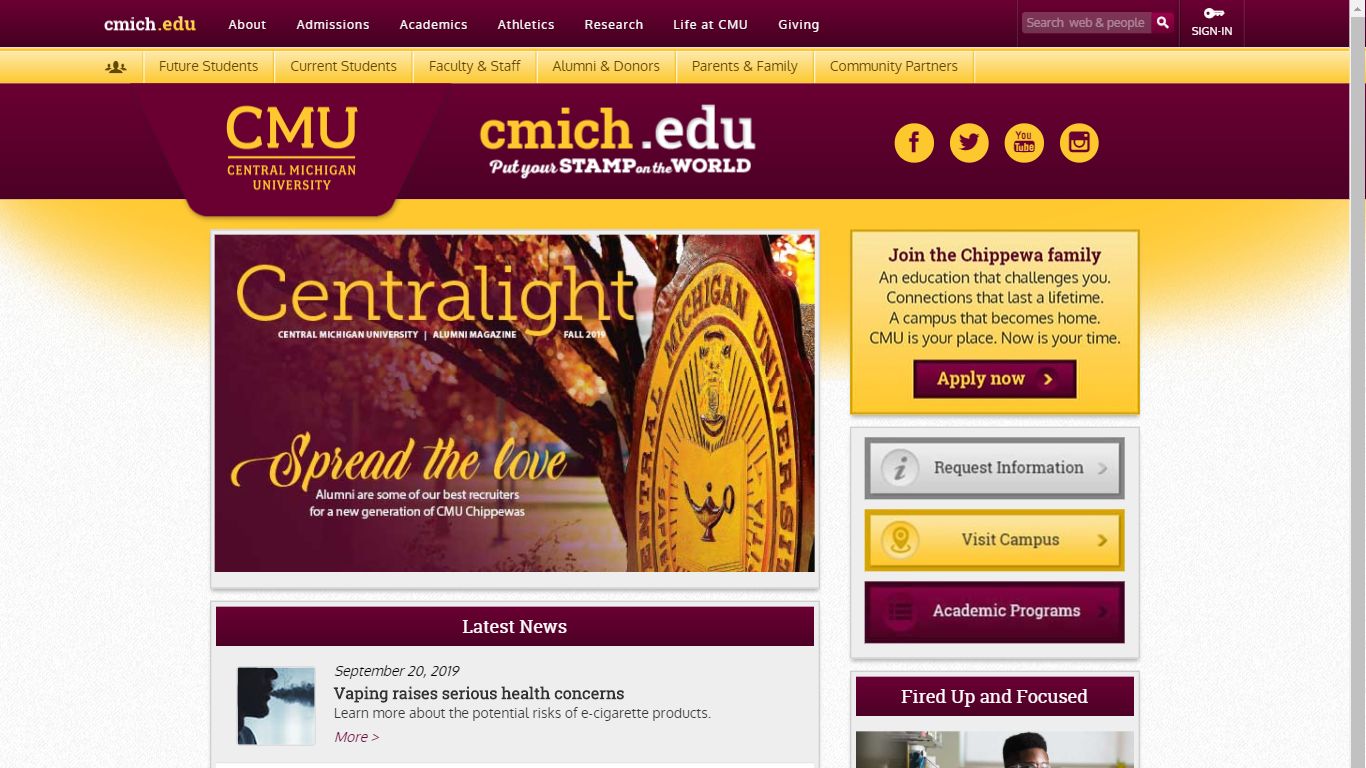 cmich.edu
About
Admissions
Academics
Athletics
Research
Life at CMU
Giving
Search web & people
SIGN-IN
Future Students
Current Students
Faculty & Staff
Alumni & Donors
Parents & Family
Community Partners
CMU
CENTRAL MICHIGAN
UNIVERSITY
cmich.edu
Put your STAMP on the WORLD
You
Tube
Centralight
CENTRAL MICHIGAN UNIVERSITY | ALUMNI MAGAZINE FALL 2019
CENTRAL MICHIGAN UNIVERSITY
Spread the love
Alumni are some of our best recruiters
for a new generation of CMU Chippewas
Join the Chippewa family
An education that challenges you.
Connections that last a lifetime.
A campus that becomes home.
CMU is your place. Now is your time.
Apply now
Request Information
Visit Campus
Academic Programs
Latest News
September 20, 2019
Vaping raises serious health concerns
Learn more about the potential risks of e-cigarette products.
More >
Fired Up and Focused